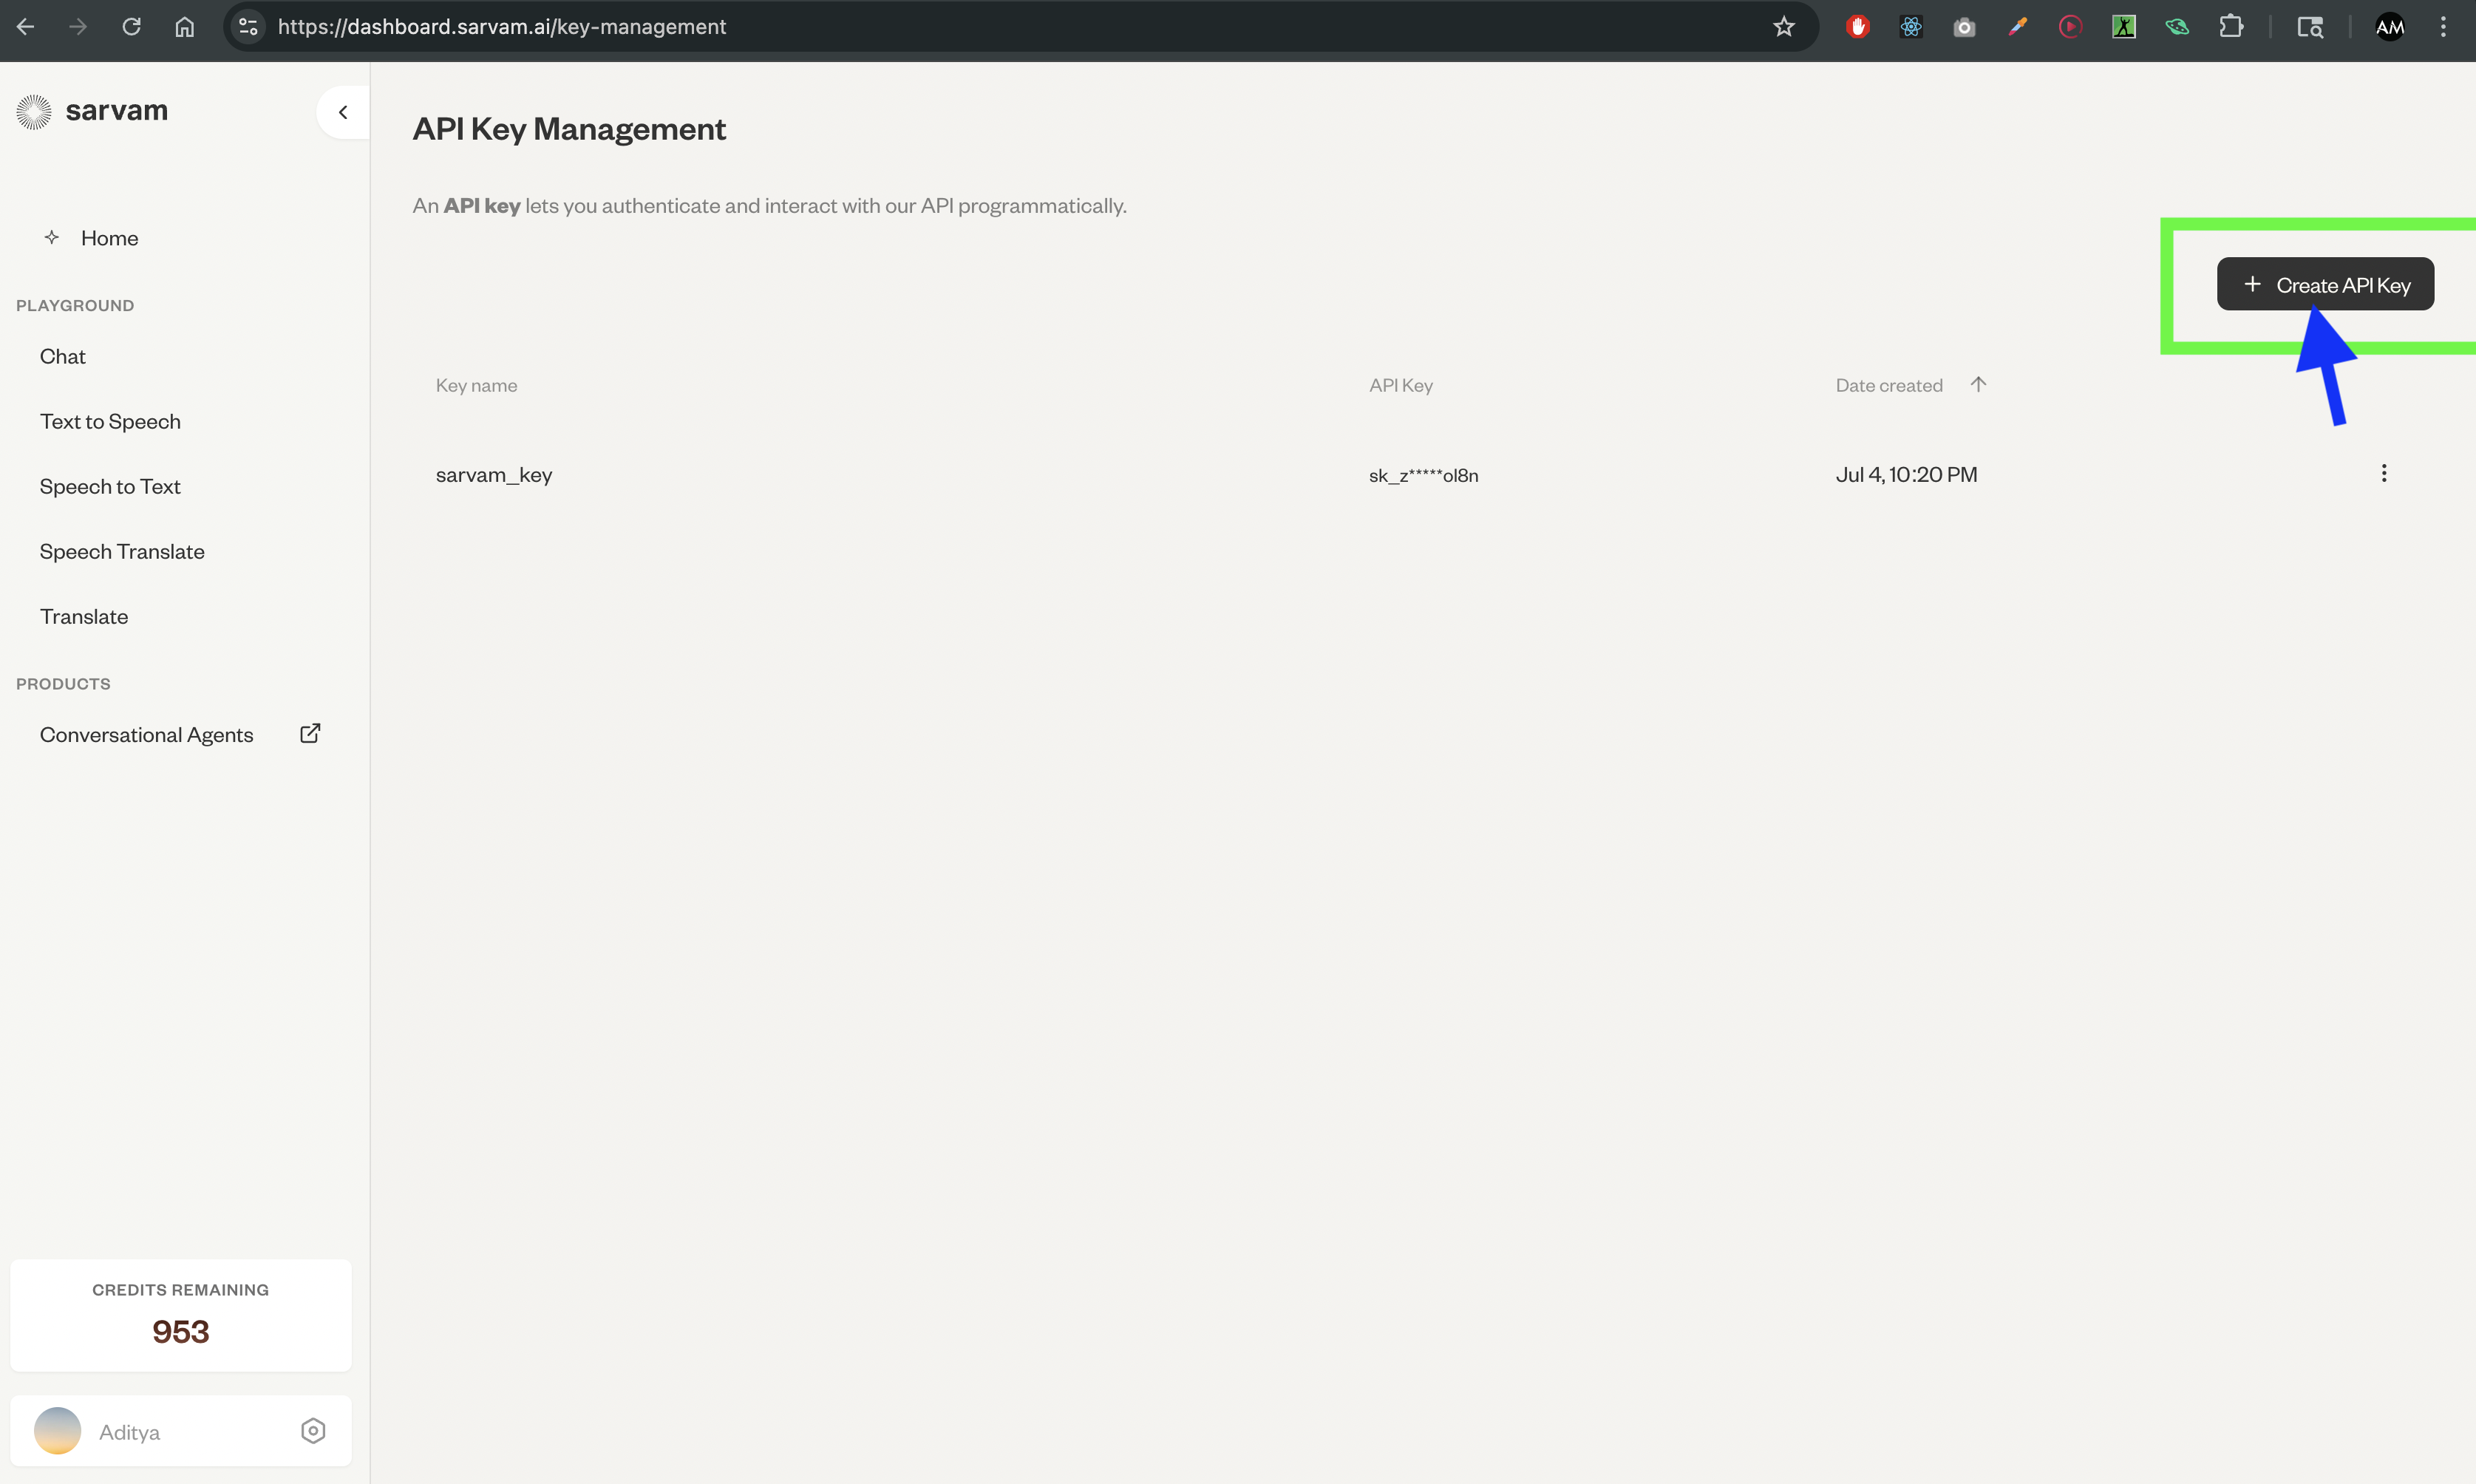 https://dashboard.sarvam.ai/key-management
AM
sarvam
Home
PLAYGROUND
Chat
Text to Speech
Speech to Text
Speech Translate
Translate
PRODUCTS
Conversational Agents
CREDITS REMAINING
953
Aditya
API Key Management
An API key lets you authenticate and interact with our API programmatically.
+ Create API Key
Key name API Key Date created ↑
sarvam_key sk_z*****ol8n Jul 4, 10:20 PM